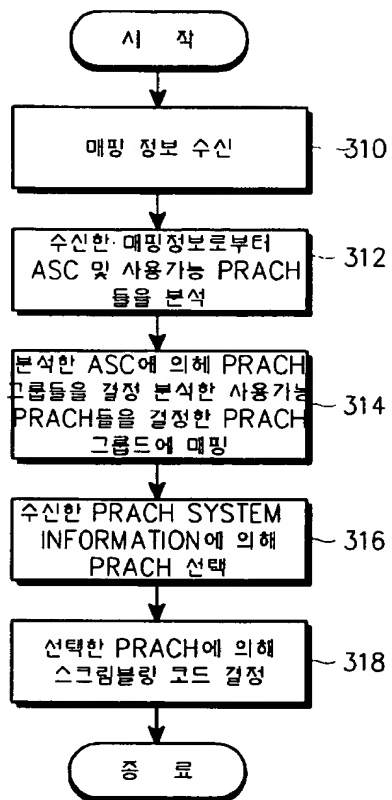 시 작
매핑 정보 수신
310
수신한 매핑정보로부터
ASC 및 사용가능 PRACH
들을 분석
312
분석한 ASC에 의헤 PRACH
그룹들을 결정 분석한 사용가능
PRACH들을 결정한 PRACH
그룹드에 매핑
314
수신한 PRACH SYSTEM
INFORMATION에 의해
PRACH 선택
316
선택한 PRACH에 의해
스크림블랑 코드 결정
318
종 료